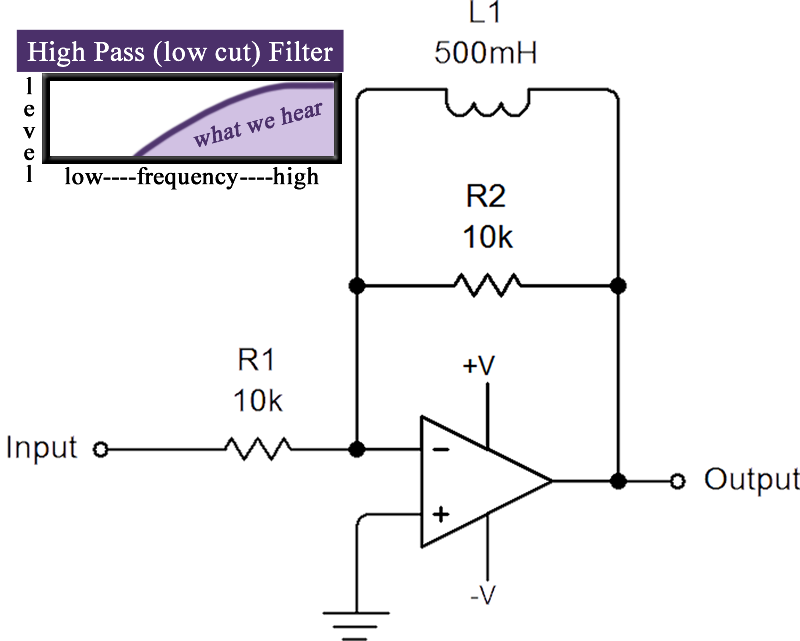 High Pass (low cut) Filter
level
what we hear
low----frequency----high
L1
500mH
R2
10k
R1
10k
+V
Input
−
+
Output
-V